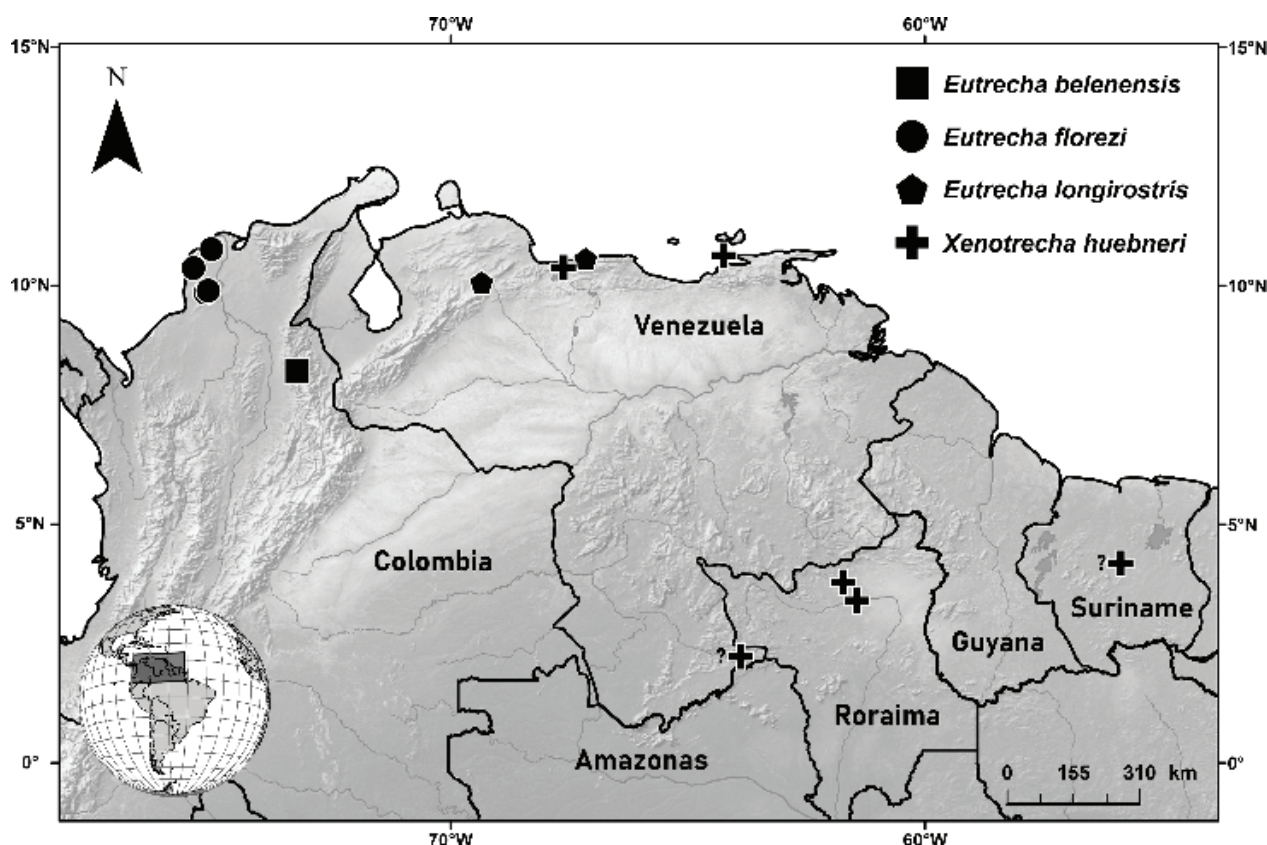 70°W 60°W
15°N 15°N
N
Eutrecha belenensis
Eutrecha florezi
Eutrecha longirostris
Xenotrecha huebneri
10°N 10°N
Venezuela
5°N 5°N
Colombia
?
Suriname
Guyana
?
Roraima
Amazonas
0° 0°
0 155 310 km
70°W 60°W